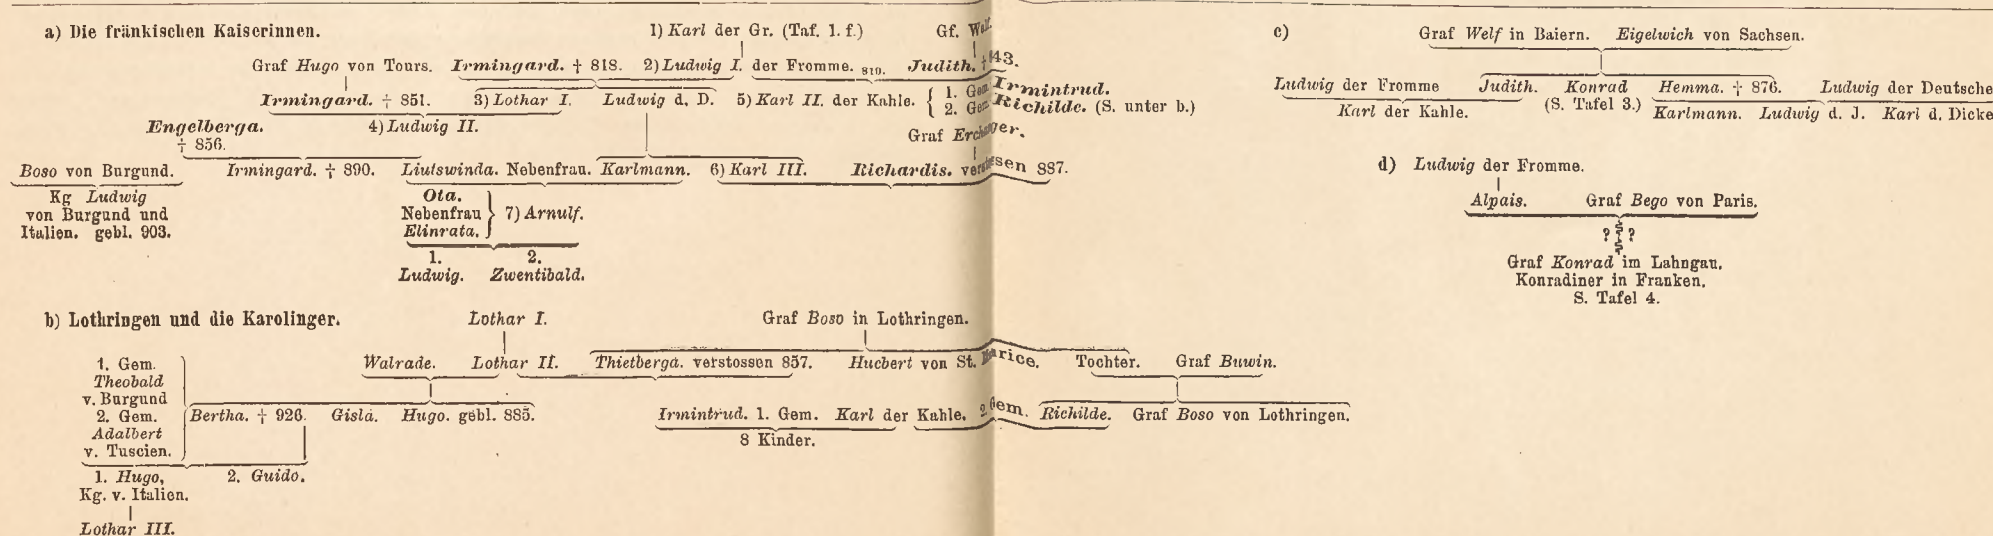 a) Die fränkischen Kaiserinnen.
1) Karl der Gr. (Taf. 1. f.)
Gf. Welf.
Graf Hugo von Tours. Irmingard. † 818. 2) Ludwig I. der Fromme. 819. Judith. † 843.
Irmingard. † 851. 3) Lothar I. Ludwig d. D. 5) Karl II. der Kahle. { 1. Gem. Irmintrud.
2. Gem. Richilde. (S. unter b.)
Engelberga. 4) Ludwig II.
† 856.
Graf Erchanger.
Boso von Burgund. Irmingard. † 890. Liutswinda. Nebenfrau. Karlmann. 6) Karl III. Richardis. verstossen 887.
Kg Ludwig
von Burgund und
Italien. gebl. 903.
Ota.
Nebenfrau } 7) Arnulf.
Elinrata.
1. 2.
Ludwig. Zwentibald.
b) Lothringen und die Karolinger.
Lothar I. Graf Boso in Lothringen.
Walrade. Lothar II. Thietberga. verstossen 857. Hucbert von St. Maurice. Tochter. Graf Buwin.
1. Gem.
Theobald
v. Burgund
2. Gem.
Adalbert
v. Tuscien.
Bertha. † 926. Gisla. Hugo. gebl. 885.
Irmintrud. 1. Gem. Karl der Kahle. 2. Gem. Richilde. Graf Boso von Lothringen.
8 Kinder.
1. Hugo, 2. Guido.
Kg. v. Italien.
Lothar III.
c) Graf Welf in Baiern. Eigelwich von Sachsen.
Ludwig der Fromme Judith. Konrad Hemma. † 876. Ludwig der Deutsche
(S. Tafel 3.)
Karl der Kahle. Karlmann. Ludwig d. J. Karl d. Dicke
d) Ludwig der Fromme.
Alpais. Graf Bego von Paris.
? ?
Graf Konrad im Lahngau.
Konradiner in Franken.
S. Tafel 4.